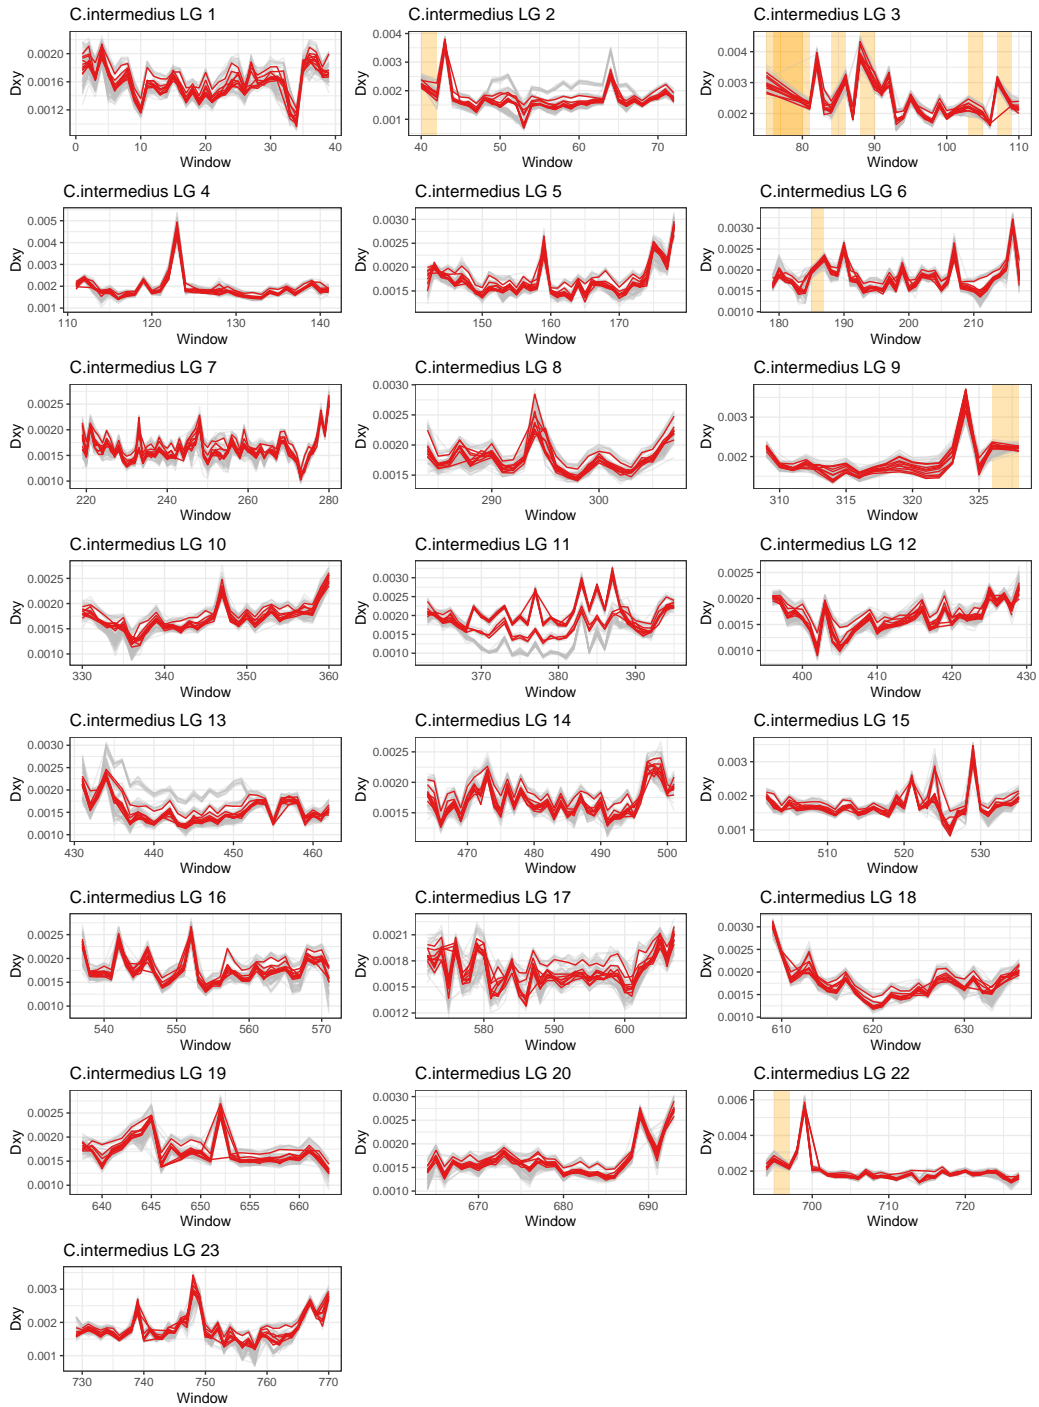 C.intermedius LG 1
Dxy
0.0020
0.0016
0.0012
0 10 20 30 40
Window
C.intermedius LG 2
Dxy
0.004
0.003
0.002
0.001
40 50 60 70
Window
C.intermedius LG 3
Dxy
0.004
0.003
0.002
80 90 100 110
Window
C.intermedius LG 4
Dxy
0.005
0.004
0.003
0.002
0.001
110 120 130 140
Window
C.intermedius LG 5
Dxy
0.0030
0.0025
0.0020
0.0015
150 160 170
Window
C.intermedius LG 6
Dxy
0.0030
0.0025
0.0020
0.0015
0.0010
180 190 200 210
Window
C.intermedius LG 7
Dxy
0.0025
0.0020
0.0015
0.0010
220 240 260 280
Window
C.intermedius LG 8
Dxy
0.0030
0.0025
0.0020
0.0015
290 300
Window
C.intermedius LG 9
Dxy
0.003
0.002
310 315 320 325
Window
C.intermedius LG 10
Dxy
0.0025
0.0020
0.0015
0.0010
330 340 350 360
Window
C.intermedius LG 11
Dxy
0.0030
0.0025
0.0020
0.0015
0.0010
370 380 390
Window
C.intermedius LG 12
Dxy
0.0025
0.0020
0.0015
0.0010
400 410 420 430
Window
C.intermedius LG 13
Dxy
0.0030
0.0025
0.0020
0.0015
0.0010
430 440 450 460
Window
C.intermedius LG 14
Dxy
0.0025
0.0020
0.0015
470 480 490 500
Window
C.intermedius LG 15
Dxy
0.003
0.002
0.001
510 520 530
Window
C.intermedius LG 16
Dxy
0.0025
0.0020
0.0015
0.0010
540 550 560 570
Window
C.intermedius LG 17
Dxy
0.0021
0.0018
0.0015
0.0012
580 590 600
Window
C.intermedius LG 18
Dxy
0.0030
0.0025
0.0020
0.0015
0.0010
610 620 630
Window
C.intermedius LG 19
Dxy
0.0025
0.0020
0.0015
0.0010
640 645 650 655 660
Window
C.intermedius LG 20
Dxy
0.0030
0.0025
0.0020
0.0015
0.0010
670 680 690
Window
C.intermedius LG 22
Dxy
0.006
0.004
0.002
700 710 720
Window
C.intermedius LG 23
Dxy
0.003
0.002
0.001
730 740 750 760 770
Window